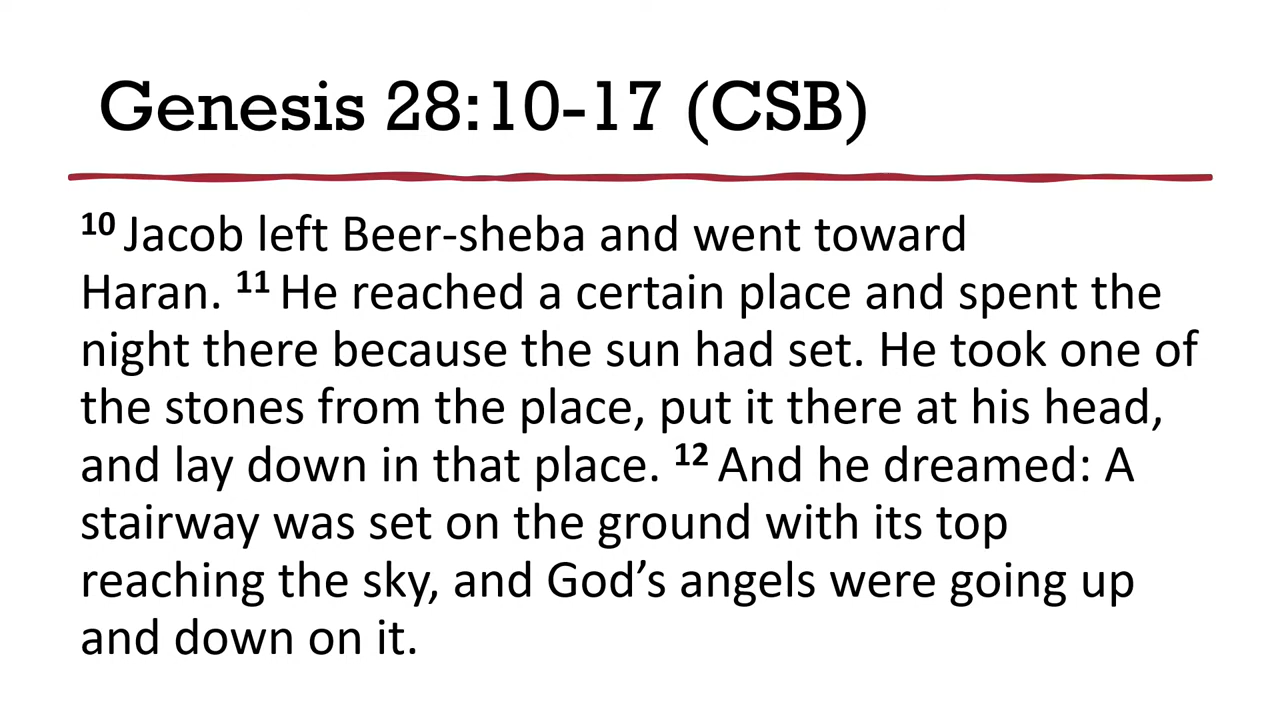 Genesis 28:10-17 (CSB)
10 Jacob left Beer-sheba and went toward
Haran. 11 He reached a certain place and spent the
night there because the sun had set. He took one of
the stones from the place, put it there at his head,
and lay down in that place. 12 And he dreamed: A
stairway was set on the ground with its top
reaching the sky, and God’s angels were going up
and down on it.